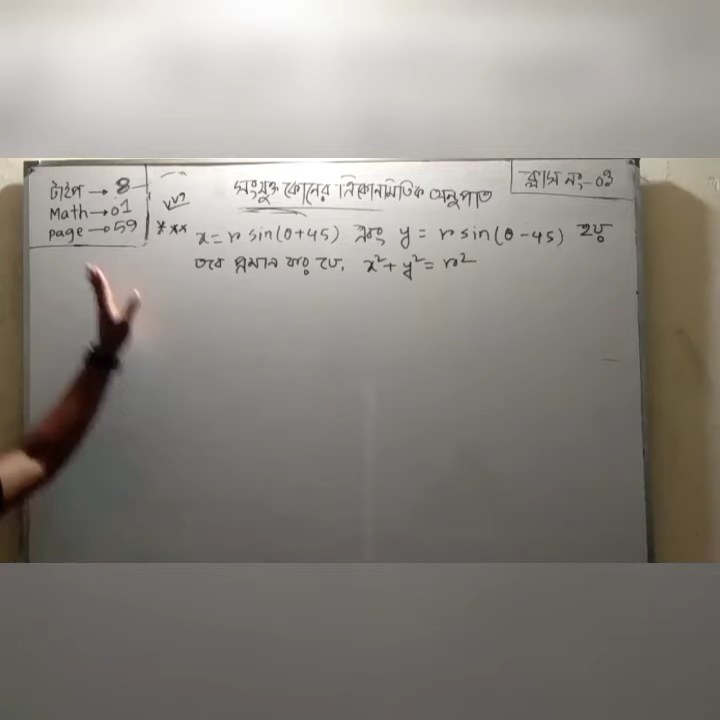 টাইপ → 8
Math → 01
page → 59
সংযুক্ত কোনের ত্রিকোনমিতিক অনুপাত
ক্লাস নং-03
*** x = r sin(θ+45) এবং y = r sin(θ-45) হয়
তবে প্রমান কর যে, x²+y²=r²